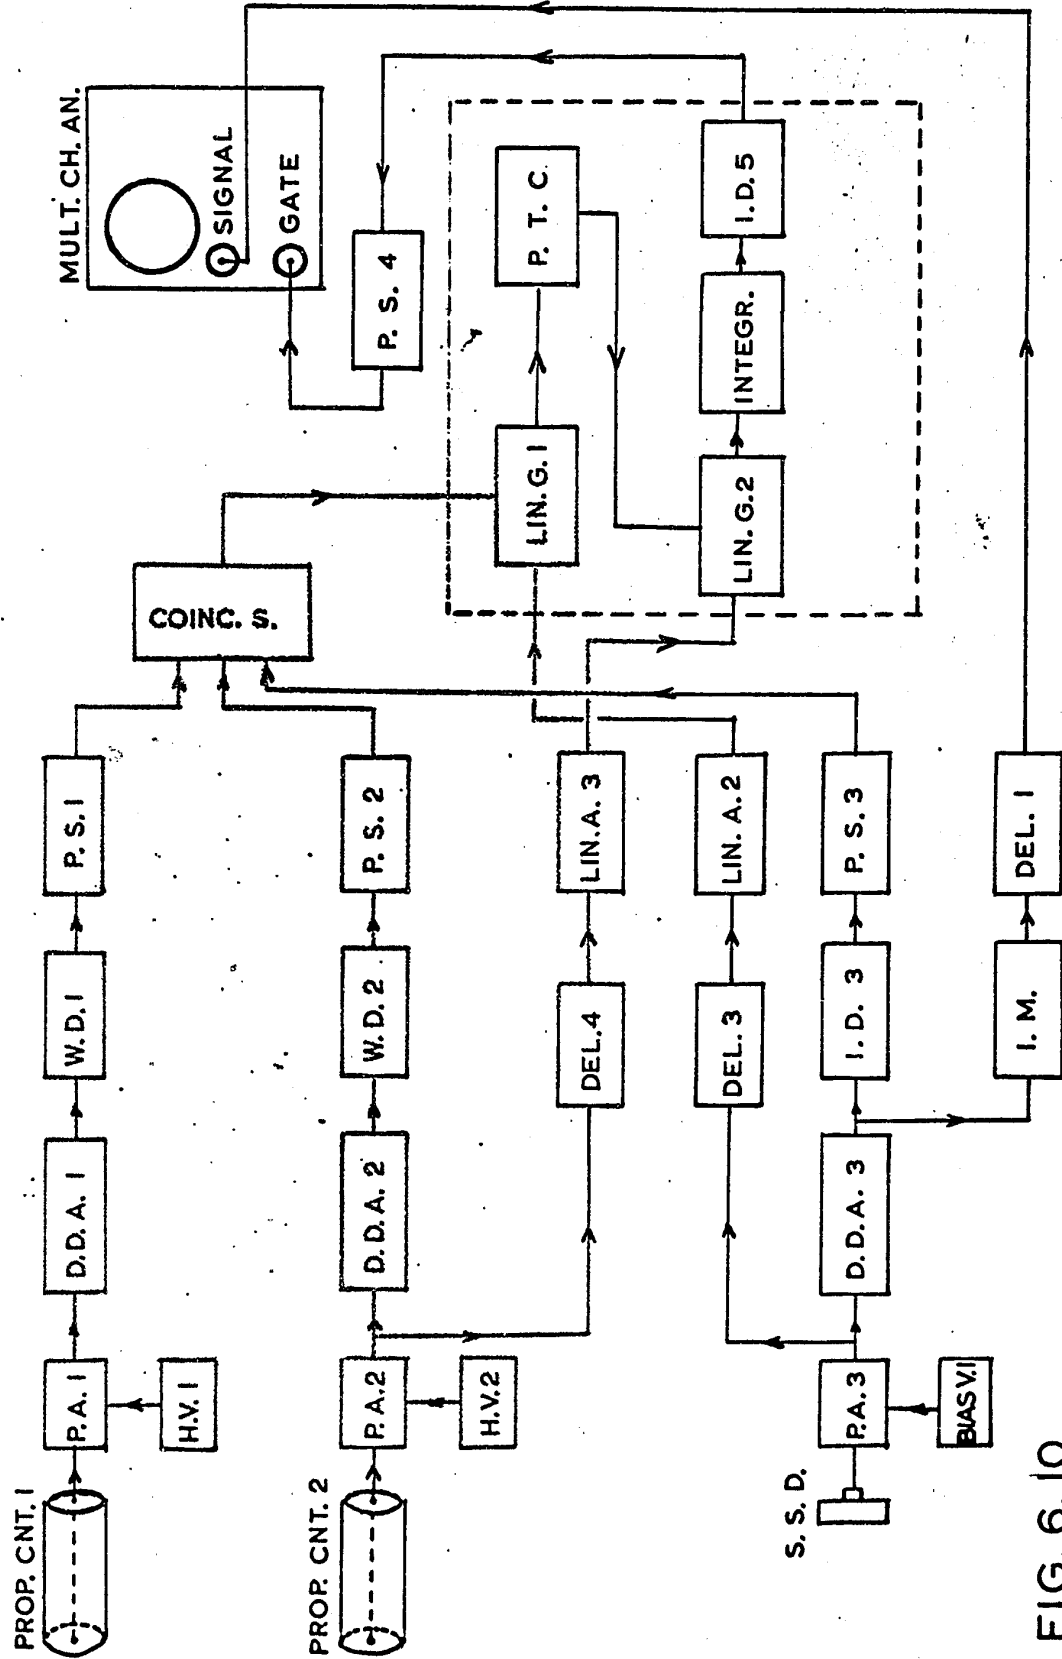 PROP. CNT. 1
P.A. 1
H.V. 1
D.D.A. 1
W.D. 1
P. S. 1
PROP. CNT. 2
P.A.2
H.V.2
D.D.A. 2
W.D. 2
P. S. 2
COINC. S.
MULT. CH. AN.
SIGNAL
GATE
P. S. 4
DEL.4
LIN.A. 3
DEL. 3
LIN. A. 2
LIN. G. 1
P. T. C.
LIN. G.2
INTEGR.
I.D. 5
S. S. D.
P.A. 3
BIASV.1
D.D.A. 3
I. D. 3
P. S. 3
I. M.
DEL. 1
FIG. 6. 10